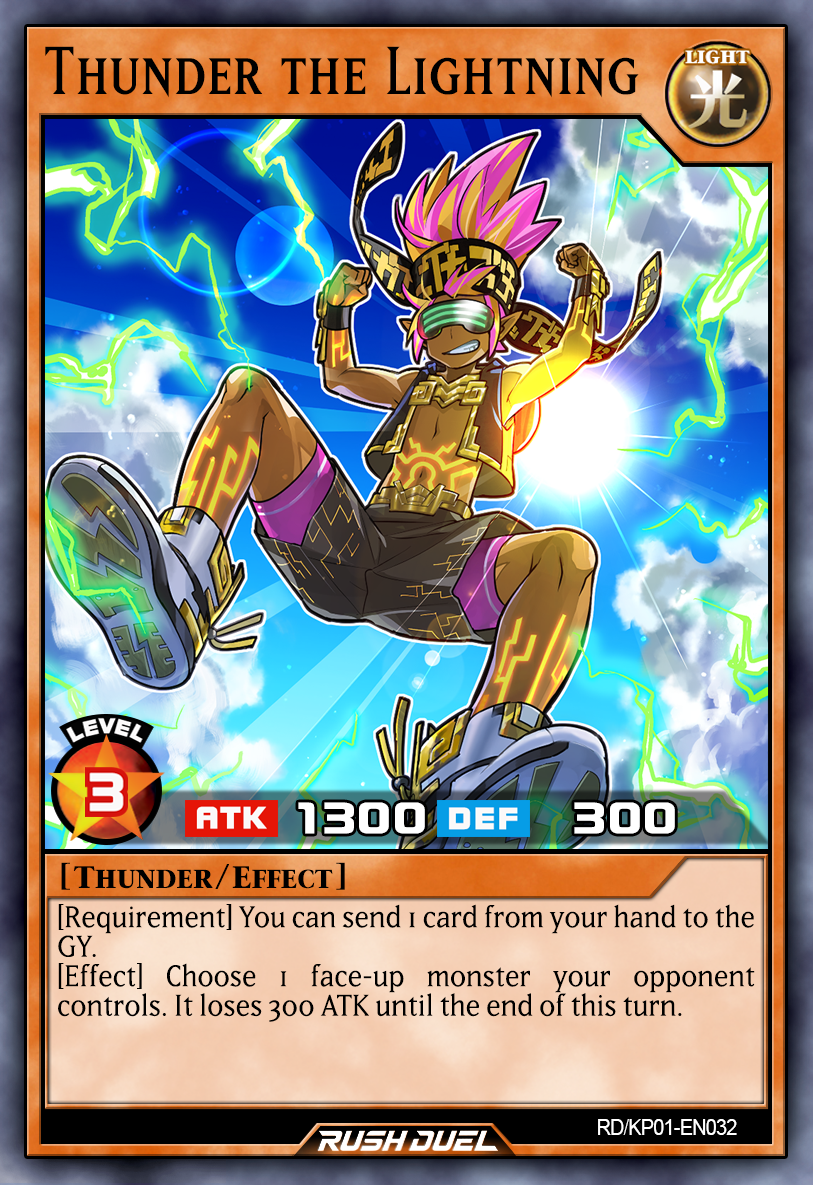 Thunder the Lightning
LIGHT
光
LEVEL
3
ATK 1300 DEF 300
[Thunder/Effect]
[Requirement] You can send 1 card from your hand to the
GY.
[Effect] Choose 1 face-up monster your opponent
controls. It loses 300 ATK until the end of this turn.
RD/KP01-EN032
RUSH DUEL